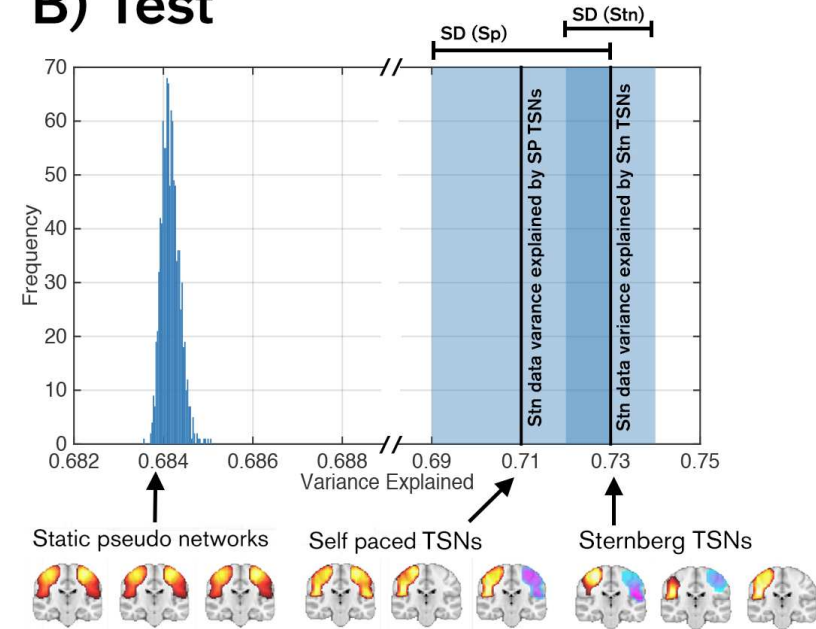 B) Test
SD (Stn)
SD (Sp)
70
60
50
40
30
20
10
0
Frequency
Stn data varance explained by SP TSNs
Stn data variance explained by Stn TSNs
0.682
0.684
0.686
0.688
0.69
0.71
0.73
0.75
Variance Explained
Static pseudo networks
Self paced TSNs
Sternberg TSNs